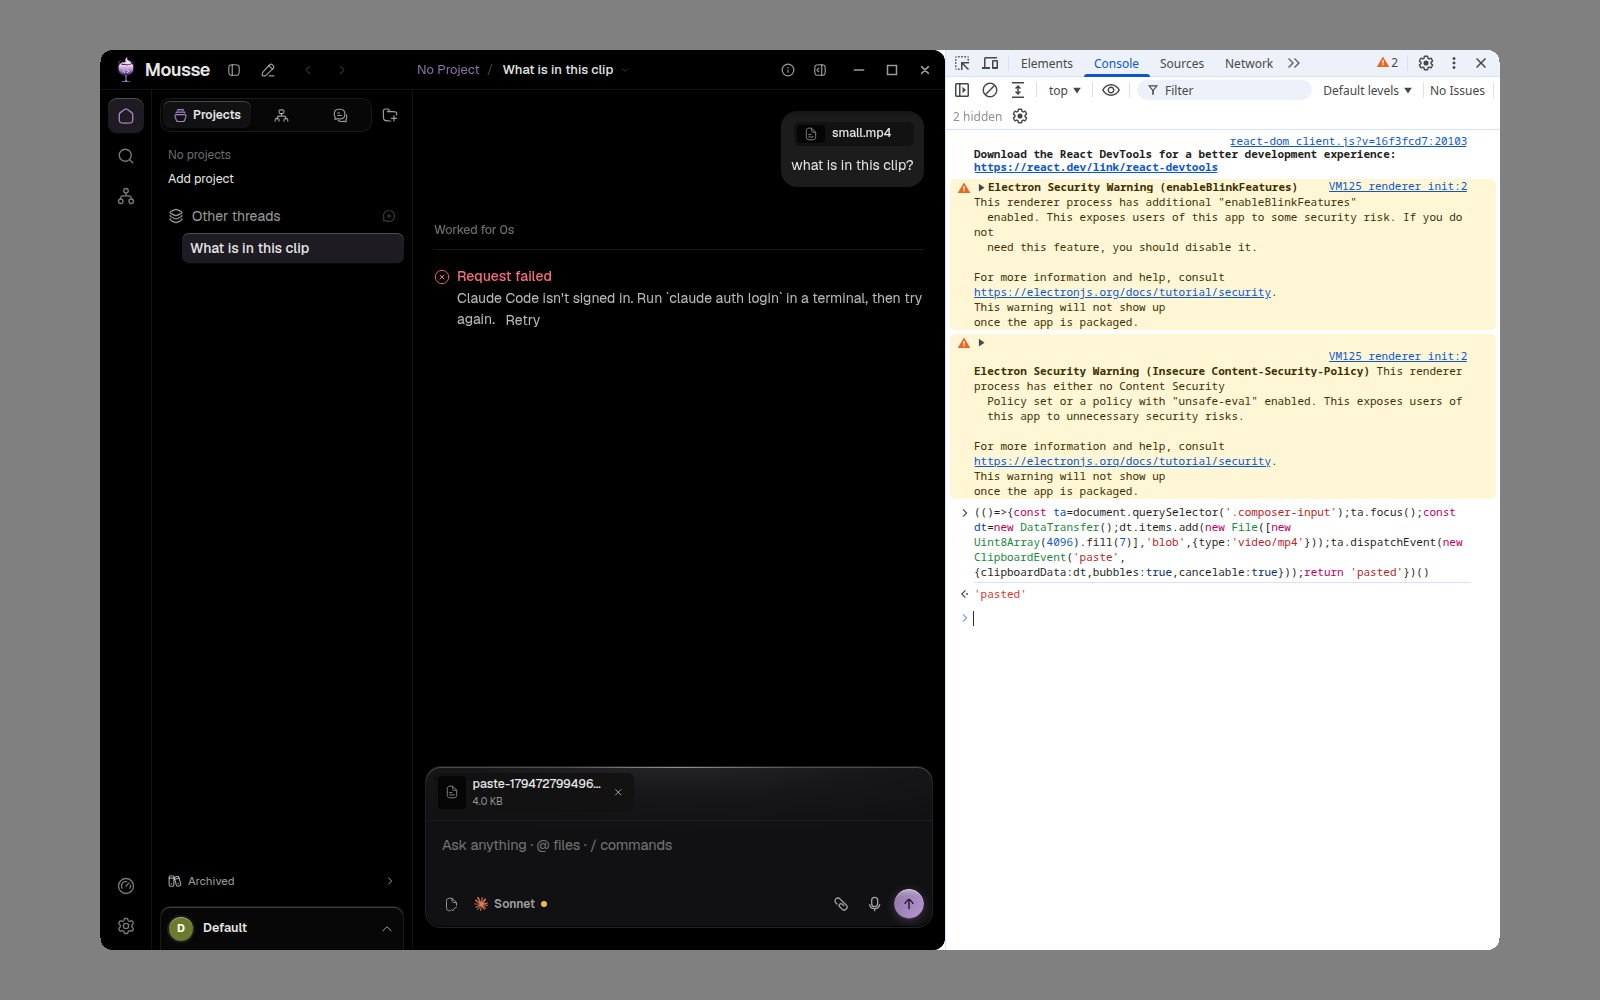 Mousse
No Project / What is in this clip
Projects
No projects
Add project
Other threads
What is in this clip
Archived
D Default
small.mp4
what is in this clip?
Worked for 0s
Request failed
Claude Code isn't signed in. Run `claude auth login` in a terminal, then try
again. Retry
paste-179472799496...
4.0 KB
Ask anything · @ files · / commands
Sonnet
Elements Console Sources Network 2
top Filter Default levels No Issues
2 hidden
react-dom_client.js?v=16f3fcd7:20103
Download the React DevTools for a better development experience:
https://react.dev/link/react-devtools
Electron Security Warning (enableBlinkFeatures) VM125 renderer_init:2
This renderer process has additional "enableBlinkFeatures"
enabled. This exposes users of this app to some security risk. If you do
not
need this feature, you should disable it.
For more information and help, consult
https://electronjs.org/docs/tutorial/security.
This warning will not show up
once the app is packaged.
VM125 renderer_init:2
Electron Security Warning (Insecure Content-Security-Policy) This renderer
process has either no Content Security
Policy set or a policy with "unsafe-eval" enabled. This exposes users of
this app to unnecessary security risks.
For more information and help, consult
https://electronjs.org/docs/tutorial/security.
This warning will not show up
once the app is packaged.
(()=>{const ta=document.querySelector('.composer-input');ta.focus();const
dt=new DataTransfer();dt.items.add(new File([new
Uint8Array(4096).fill(7)],'blob',{type:'video/mp4'}));ta.dispatchEvent(new
ClipboardEvent('paste',
{clipboardData:dt,bubbles:true,cancelable:true}));return 'pasted'})()
'pasted'